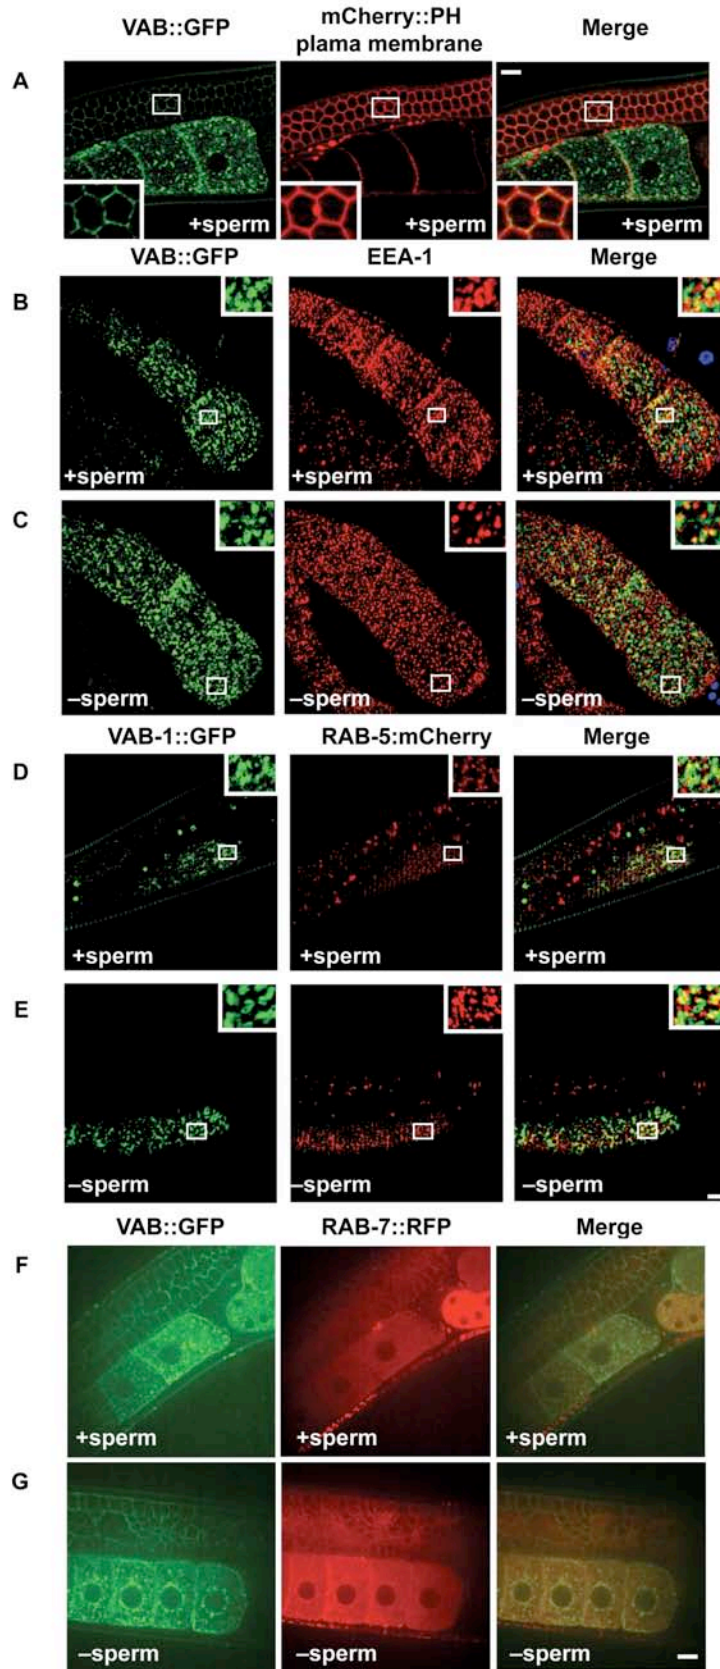 VAB::GFP
mCherry::PH
plama membrane
Merge
A
+sperm
+sperm
+sperm
VAB::GFP
EEA-1
Merge
B
+sperm
+sperm
+sperm
C
–sperm
–sperm
–sperm
VAB-1::GFP
RAB-5:mCherry
Merge
D
+sperm
+sperm
+sperm
E
–sperm
–sperm
–sperm
VAB::GFP
RAB-7::RFP
Merge
F
+sperm
+sperm
+sperm
G
–sperm
–sperm
–sperm